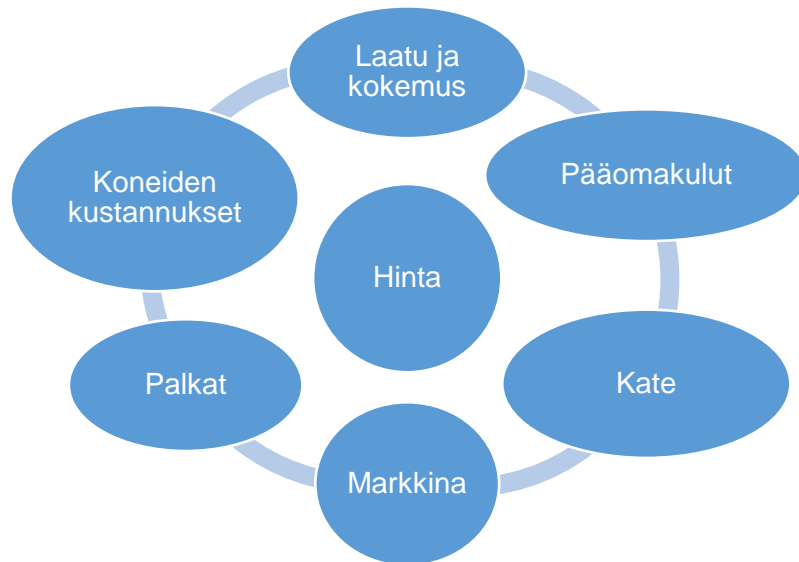 Laatu ja
kokemus
Pääomakulut
Koneiden
kustannukset
Hinta
Kate
Palkat
Markkina